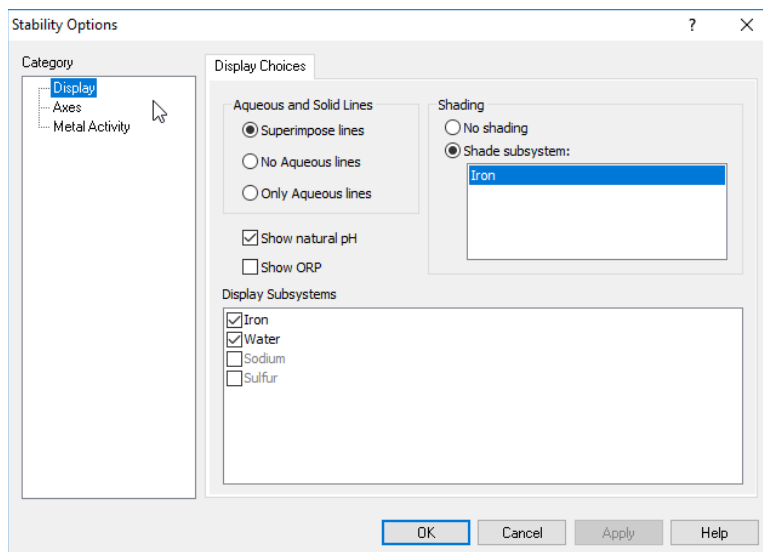 Stability Options
?
Category
Display
Axes
Metal Activity
Display Choices
Aqueous and Solid Lines
Superimpose lines
No Aqueous lines
Only Aqueous lines
Shading
No shading
Shade subsystem:
Iron
Show natural pH
Show ORP
Display Subsystems
Iron
Water
Sodium
Sulfur
OK Cancel Apply Help